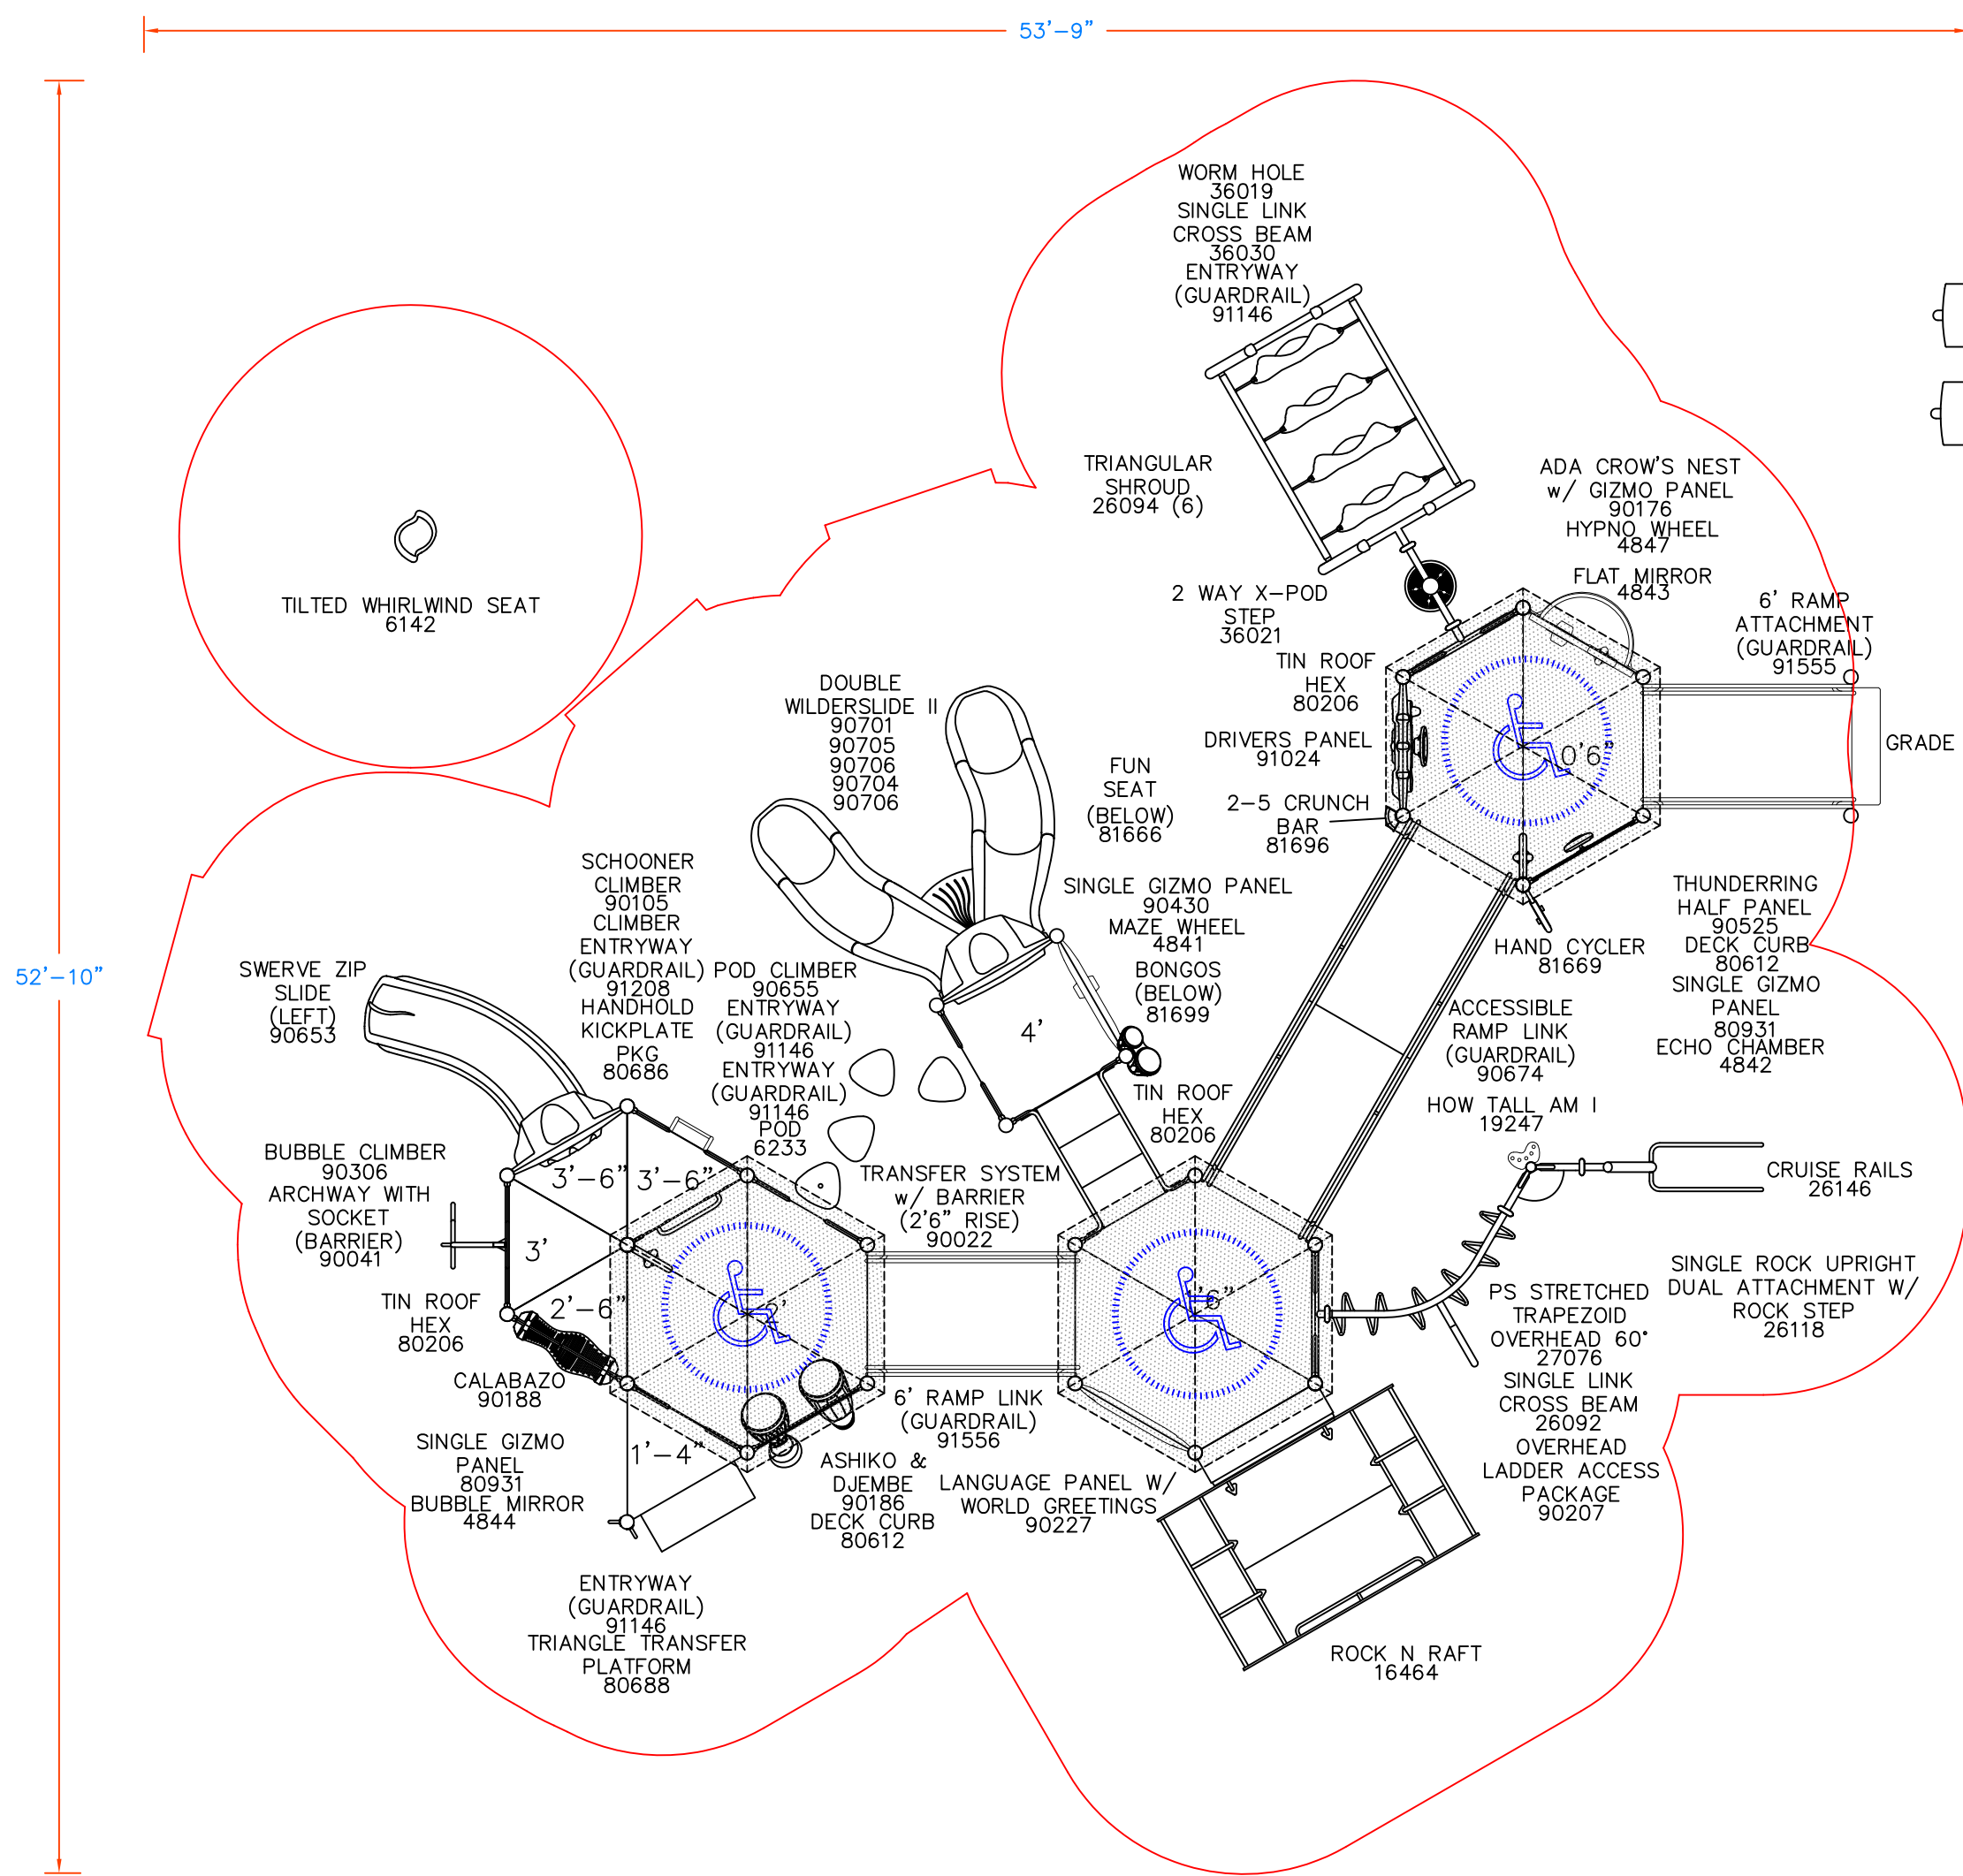 53'-9"
52'-10"
WORM HOLE
36019
SINGLE LINK
CROSS BEAM
36030
ENTRYWAY
(GUARDRAIL)
91146
TRIANGULAR
SHROUD
26094 (6)
ADA CROW'S NEST
w/ GIZMO PANEL
90176
HYPNO WHEEL
4847
FLAT MIRROR
4843
6' RAMP
ATTACHMENT
(GUARDRAIL)
91555
TILTED WHIRLWIND SEAT
6142
2 WAY X-POD
STEP
36021
TIN ROOF
HEX
80206
DOUBLE
WILDERSLIDE II
90701
90705
90706
90704
90706
DRIVERS PANEL
91024
0'6"
GRADE
FUN
SEAT
(BELOW)
81666
2-5 CRUNCH
BAR
81696
SCHOONER
CLIMBER
90105
CLIMBER
ENTRYWAY
(GUARDRAIL)
91208
HANDHOLD
KICKPLATE
PKG
80686
SINGLE GIZMO PANEL
90430
MAZE WHEEL
4841
BONGOS
(BELOW)
81699
THUNDERRING
HALF PANEL
90525
DECK CURB
80612
SINGLE GIZMO
PANEL
80931
ECHO CHAMBER
4842
HAND CYCLER
81669
SWERVE ZIP
SLIDE
(LEFT)
90653
POD CLIMBER
90655
ENTRYWAY
(GUARDRAIL)
91146
ENTRYWAY
(GUARDRAIL)
91146
POD
6233
4'
ACCESSIBLE
RAMP LINK
(GUARDRAIL)
90674
HOW TALL AM I
19247
TIN ROOF
HEX
80206
BUBBLE CLIMBER
90306
ARCHWAY WITH
SOCKET
(BARRIER)
90041
3'-6"
3'-6"
3'
2'-6"
2'
TRANSFER SYSTEM
w/ BARRIER
(2'6" RISE)
90022
1'6"
CRUISE RAILS
26146
SINGLE ROCK UPRIGHT
DUAL ATTACHMENT W/
ROCK STEP
26118
TIN ROOF
HEX
80206
CALABAZO
90188
PS STRETCHED
TRAPEZOID
OVERHEAD 60°
27076
SINGLE LINK
CROSS BEAM
26092
OVERHEAD
LADDER ACCESS
PACKAGE
90207
6' RAMP LINK
(GUARDRAIL)
91556
SINGLE GIZMO
PANEL
80931
BUBBLE MIRROR
4844
1'-4"
ASHIKO &
DJEMBE
90186
DECK CURB
80612
LANGUAGE PANEL W/
WORLD GREETINGS
90227
ENTRYWAY
(GUARDRAIL)
91146
TRIANGLE TRANSFER
PLATFORM
80688
ROCK N RAFT
16464